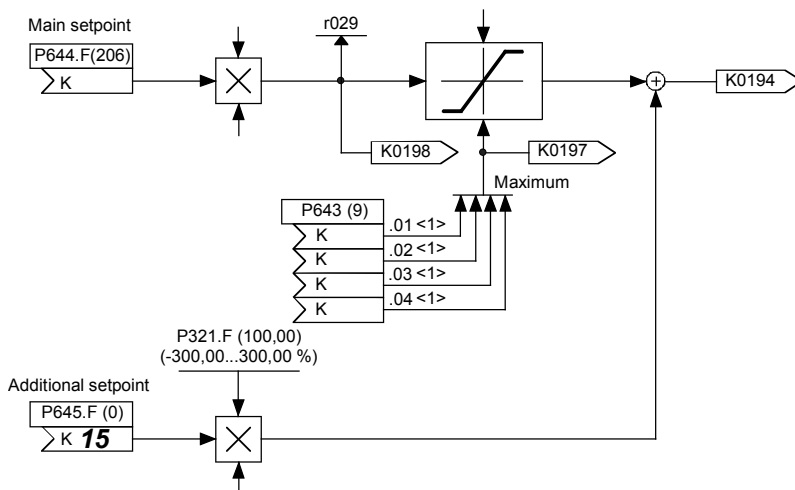 Main setpoint
r029
P644.F(206)
K
K0194
K0198
K0197
Maximum
P643 (9)
K .01 <1>
K .02 <1>
K .03 <1>
K .04 <1>
P321.F (100,00)
(-300,00...300,00 %)
Additional setpoint
P645.F (0)
K 15